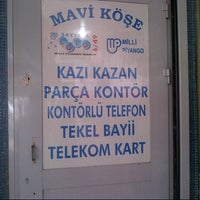 MAVİ KÖŞE
MİLLİ
PİYANGO
KAZI KAZAN
PARÇA KONTÖR
KONTÖRLÜ TELEFON
TEKEL BAYİİ
TELEKOM KART